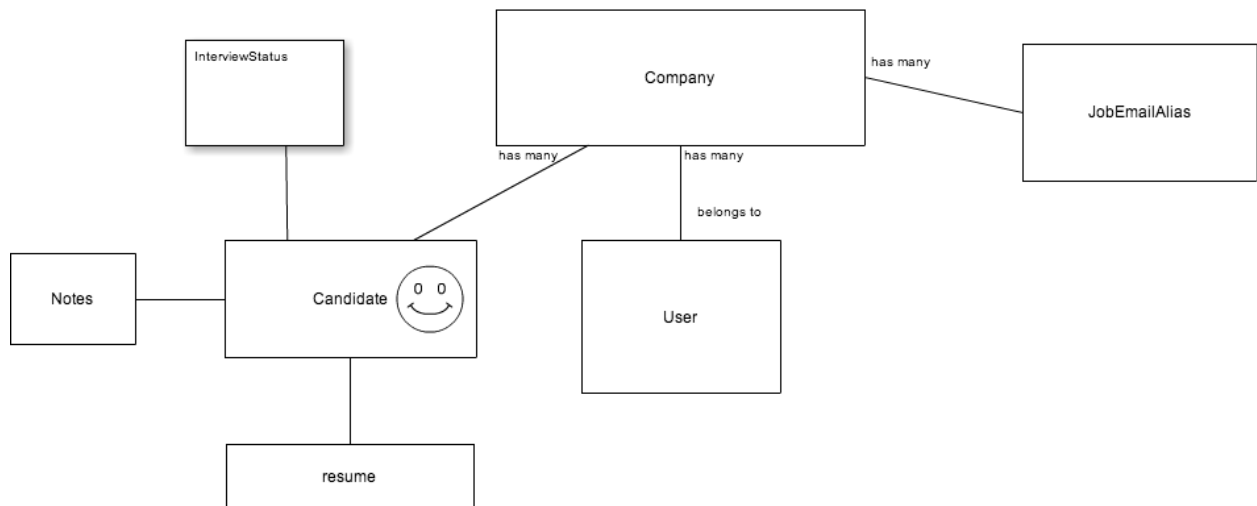 InterviewStatus
Company
has many
JobEmailAlias
has many
has many
belongs to
Notes
Candidate
User
resume